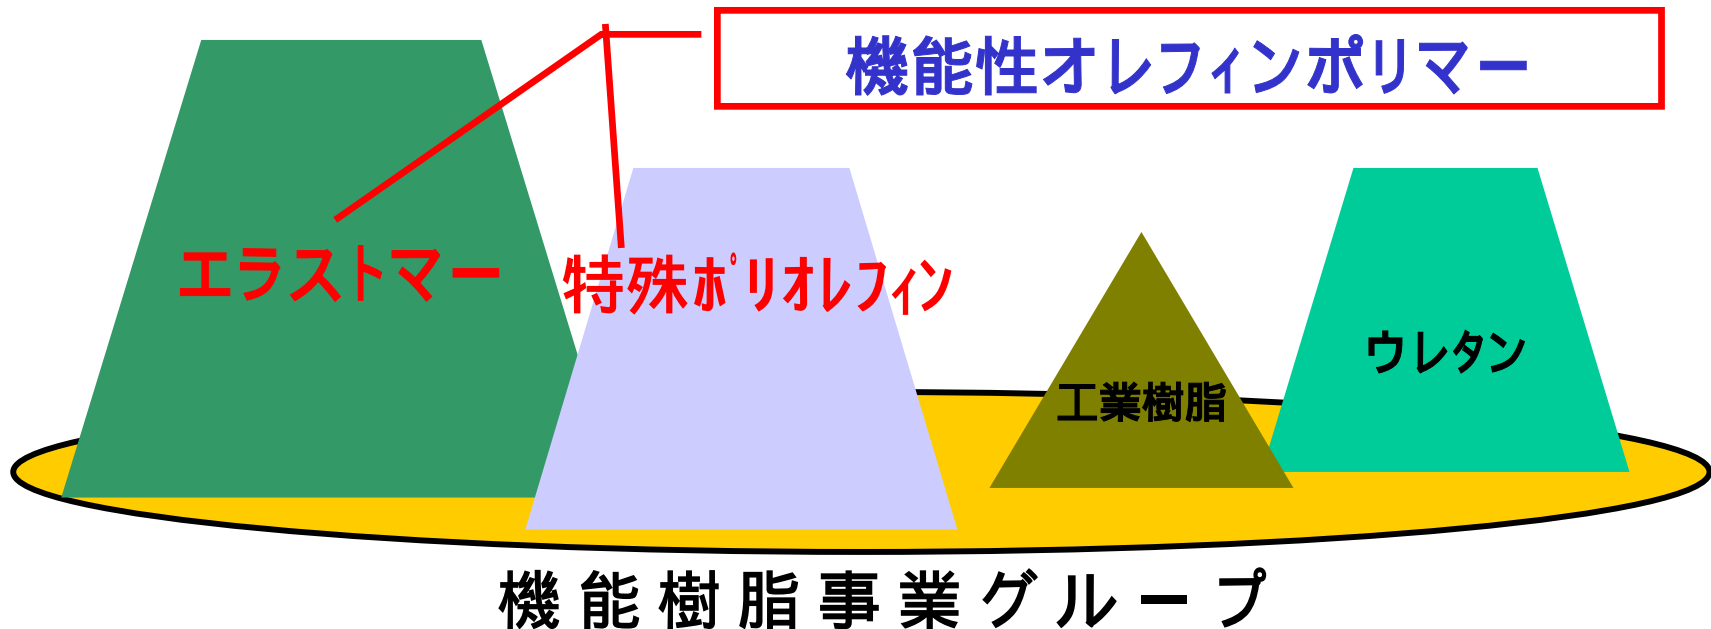 機能性オレフィンポリマー
エラストマー
特殊ﾎﾟﾘｵﾚﾌｨﾝ
ウレタン
工業樹脂
機能樹脂事業グループ